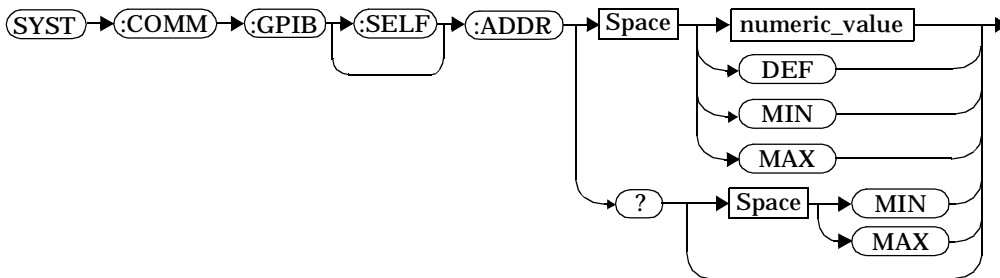 SYST :COMM :GPIB :SELF :ADDR Space numeric_value
DEF
MIN
MAX
? Space MIN
MAX